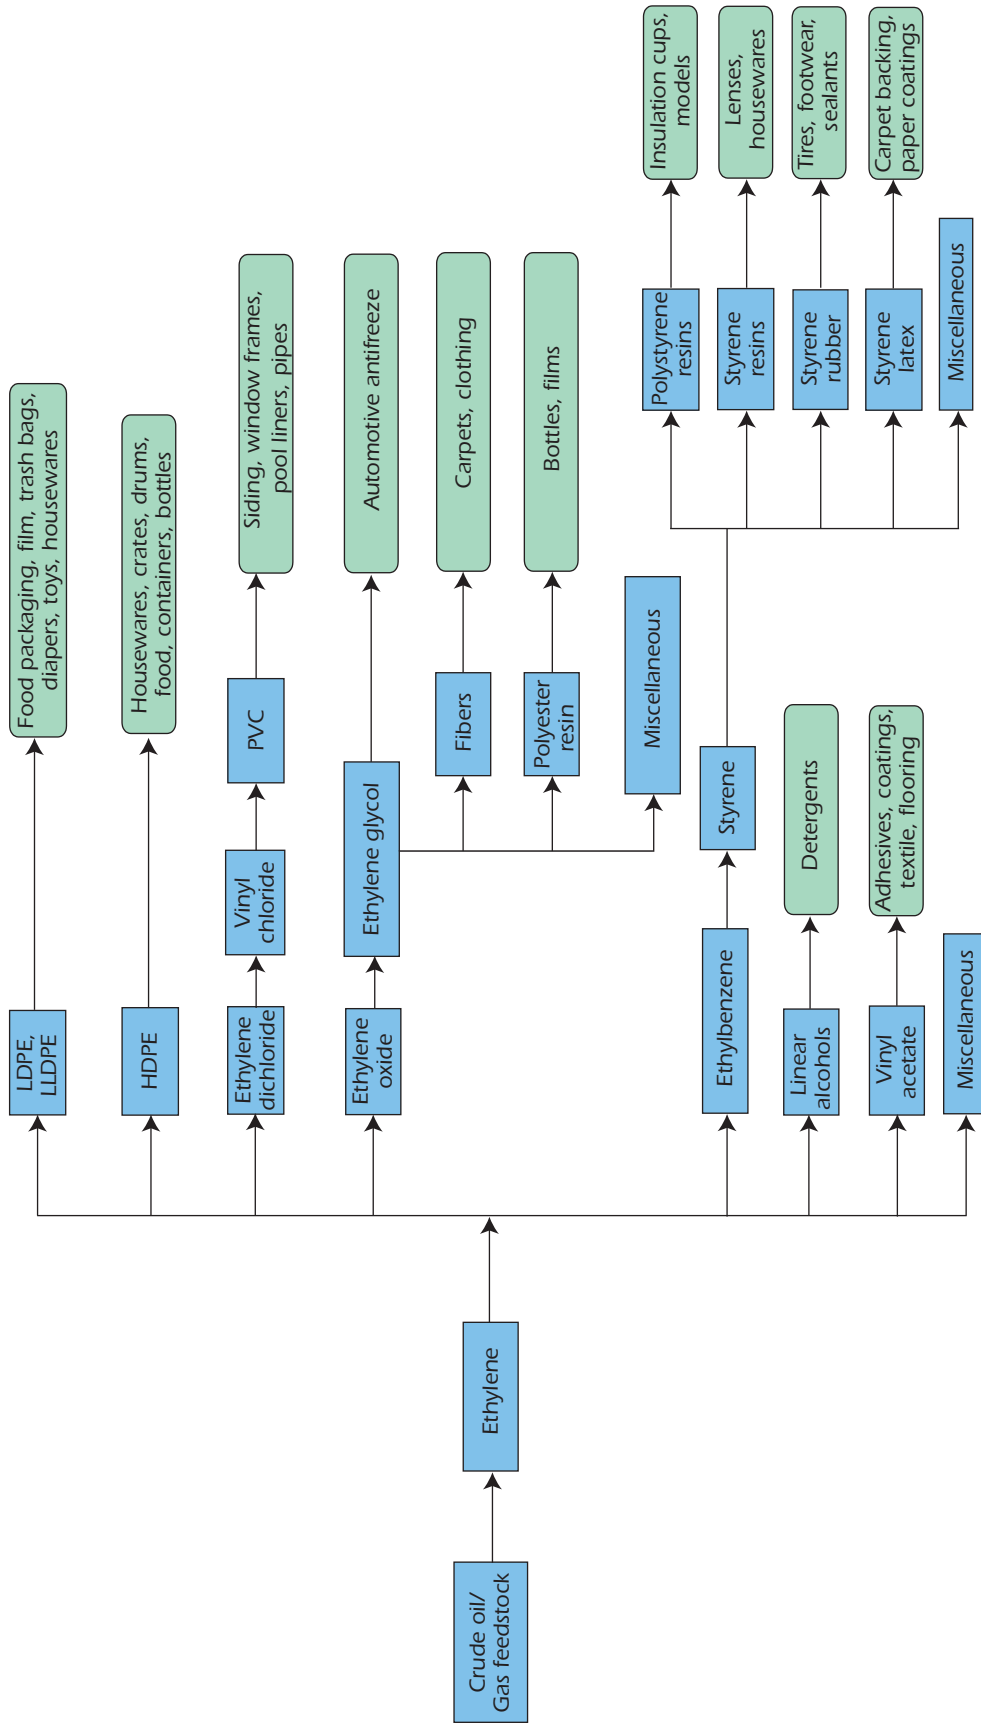 Crude oil/
Gas feedstock
Ethylene
LDPE,
LLDPE
Food packaging, film, trash bags,
diapers, toys, housewares
HDPE
Housewares, crates, drums,
food, containers, bottles
Ethylene
dichloride
Vinyl
chloride
PVC
Siding, window frames,
pool liners, pipes
Ethylene
oxide
Ethylene glycol
Automotive antifreeze
Fibers
Carpets, clothing
Polyester
resin
Bottles, films
Miscellaneous
Ethylbenzene
Styrene
Polystyrene
resins
Insulation cups,
models
Styrene
resins
Lenses,
housewares
Styrene
rubber
Tires, footwear,
sealants
Styrene
latex
Carpet backing,
paper coatings
Miscellaneous
Linear
alcohols
Detergents
Vinyl
acetate
Adhesives, coatings,
textile, flooring
Miscellaneous